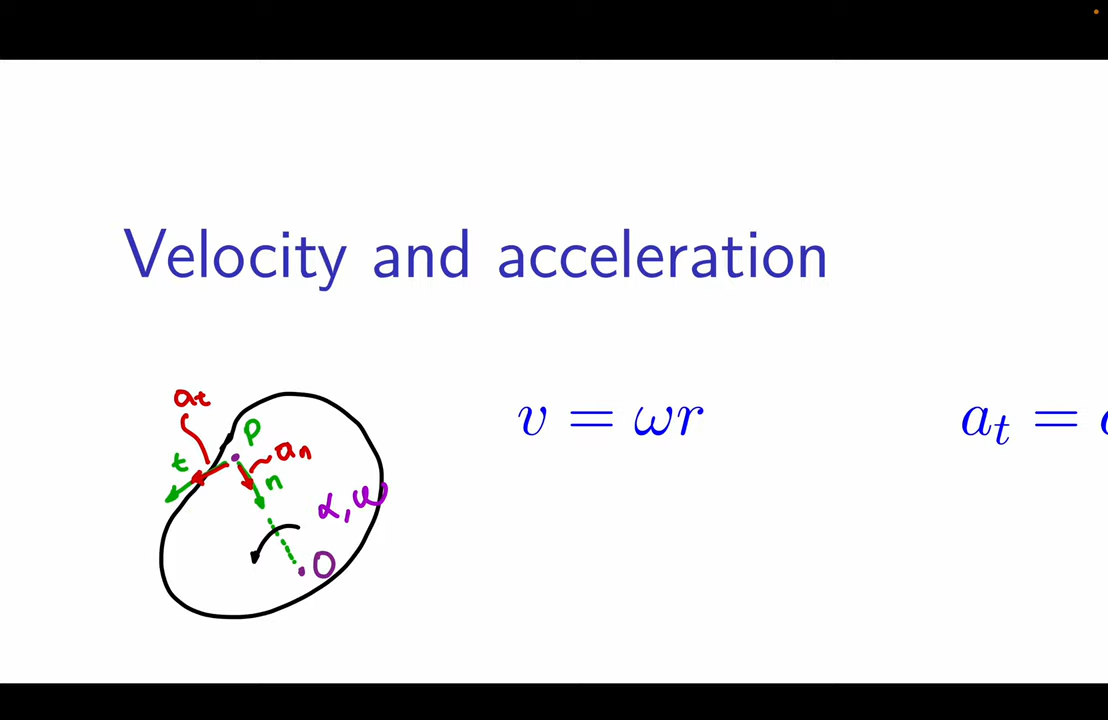 Velocity and acceleration
at
P
an
t
n
α, ω
O
v = ωr
a_t =